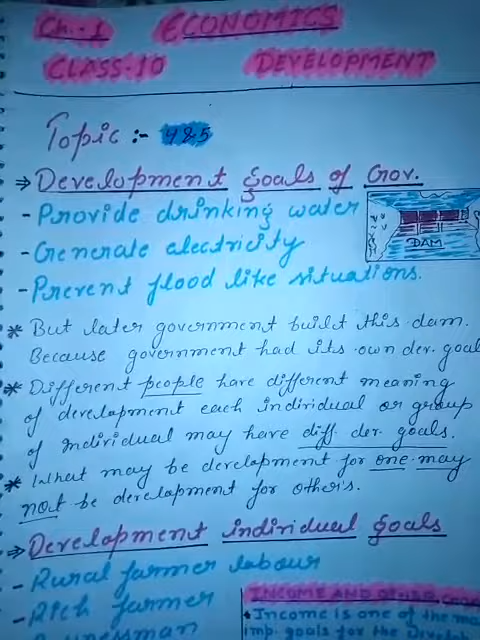 Ch.-1 ECONOMICS
CLASS-10 DEVELOPMENT
Topic :- 4&5
⇒ Development Goals of Gov.
- Provide drinking water
- Generate electricity
DAM
- Prevent flood like situations.
* But later government built this dam.
Because government had its own dev. goal
* Different people have different meaning
of development each individual or group
of individual may have diff. dev. goals.
* What may be development for one may
not be development for other's.
⇒ Development individual goals
- Rural farmer labour
- Rich farmer
INCOME AND
• Income is one of the
imp. goals for the